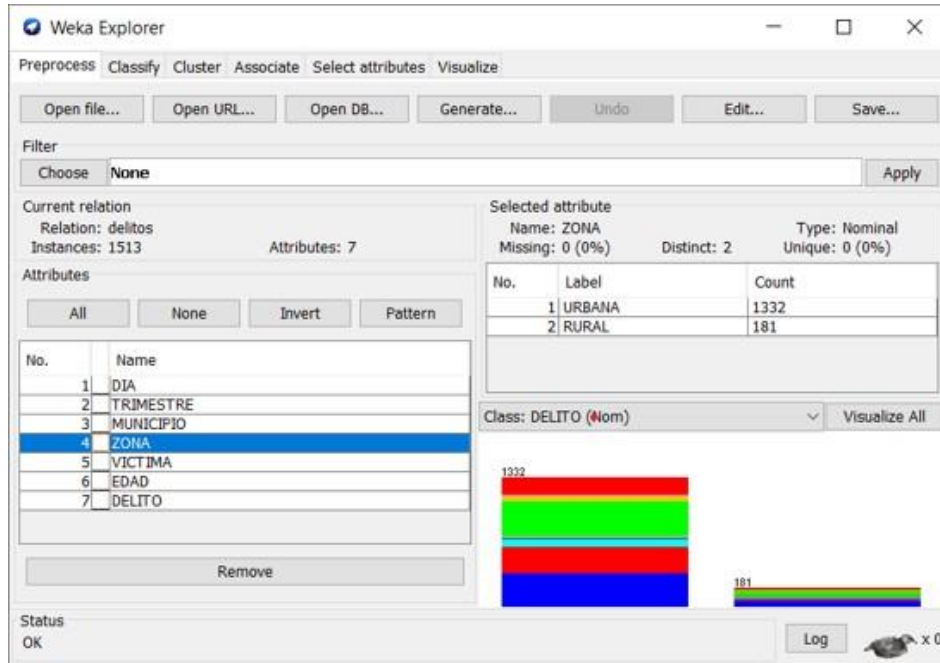 Weka Explorer
Preprocess Classify Cluster Associate Select attributes Visualize
Open file... Open URL... Open DB... Generate... Undo Edit... Save...
Filter
Choose None Apply
Current relation
Relation: delitos
Instances: 1513 Attributes: 7
Selected attribute
Name: ZONA Type: Nominal
Missing: 0 (0%) Distinct: 2 Unique: 0 (0%)
No. Label Count
1 URBANA 1332
2 RURAL 181
Attributes
All None Invert Pattern
No. Name
1 DIA
2 TRIMESTRE
3 MUNICIPIO
4 ZONA
5 VICTIMA
6 EDAD
7 DELITO
Remove
Class: DELITO (Nom) Visualize All
1332
181
Status
OK
Log x 0